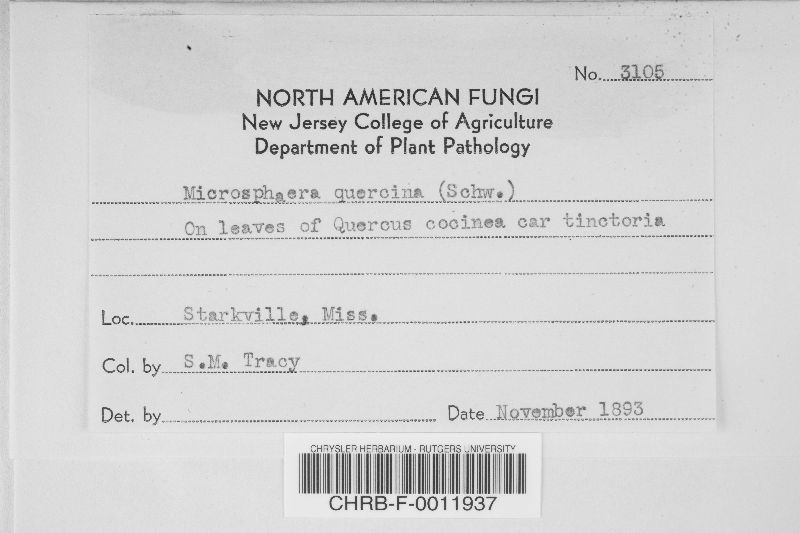 No. 3105
NORTH AMERICAN FUNGI
New Jersey College of Agriculture
Department of Plant Pathology
Microsphaera quercina (Schw.)
On leaves of Quercus cocinea car tinctoria
Loc. Starkville, Miss.
Col. by S.M. Tracy
Det. by
Date November 1893
CHRYSLER HERBARIUM - RUTGERS UNIVERSITY
CHRB-F-0011937